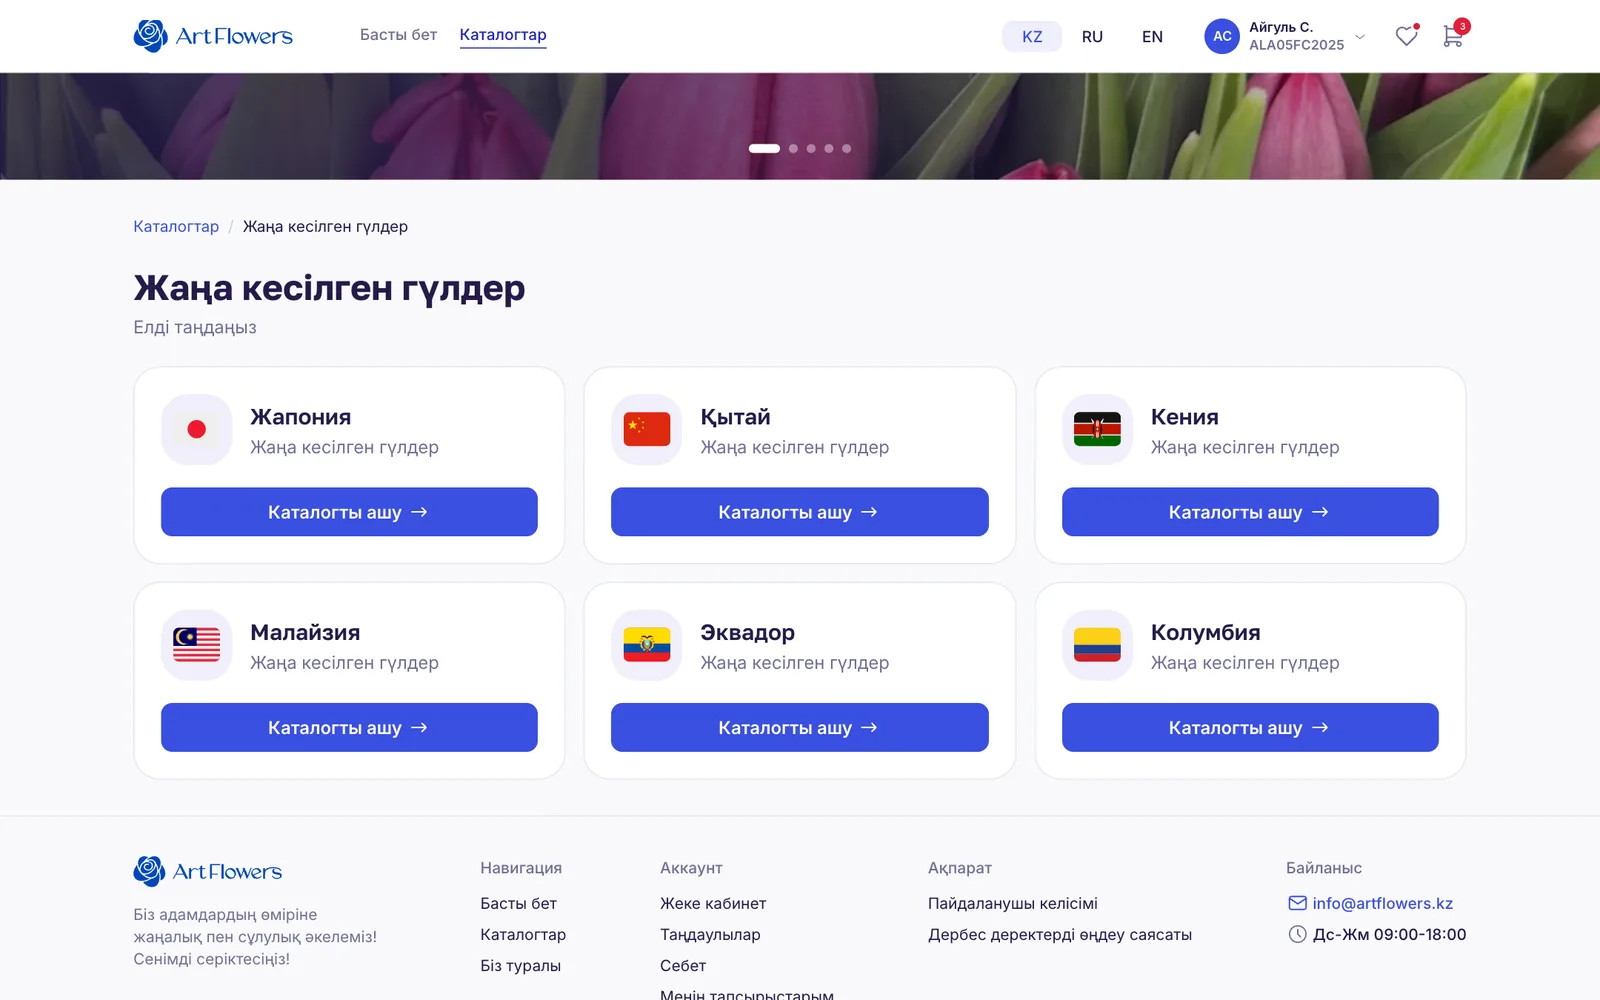 ArtFlowers
Басты бет
Каталогтар
KZ
RU
EN
АС
Айгуль С.
ALA05FC2025
3
Каталогтар / Жаңа кесілген гүлдер
Жаңа кесілген гүлдер
Елді таңдаңыз
Жапония
Жаңа кесілген гүлдер
Каталогты ашу →
Қытай
Жаңа кесілген гүлдер
Каталогты ашу →
Кения
Жаңа кесілген гүлдер
Каталогты ашу →
Малайзия
Жаңа кесілген гүлдер
Каталогты ашу →
Эквадор
Жаңа кесілген гүлдер
Каталогты ашу →
Колумбия
Жаңа кесілген гүлдер
Каталогты ашу →
ArtFlowers
Біз адамдардың өміріне
жаңалық пен сұлулық әкелеміз!
Сенімді серіктесіңіз!
Навигация
Басты бет
Каталогтар
Біз туралы
Аккаунт
Жеке кабинет
Таңдаулылар
Себет
Менің тапсырыстарым
Ақпарат
Пайдаланушы келісімі
Дербес деректерді өңдеу саясаты
Байланыс
info@artflowers.kz
Дс-Жм 09:00-18:00